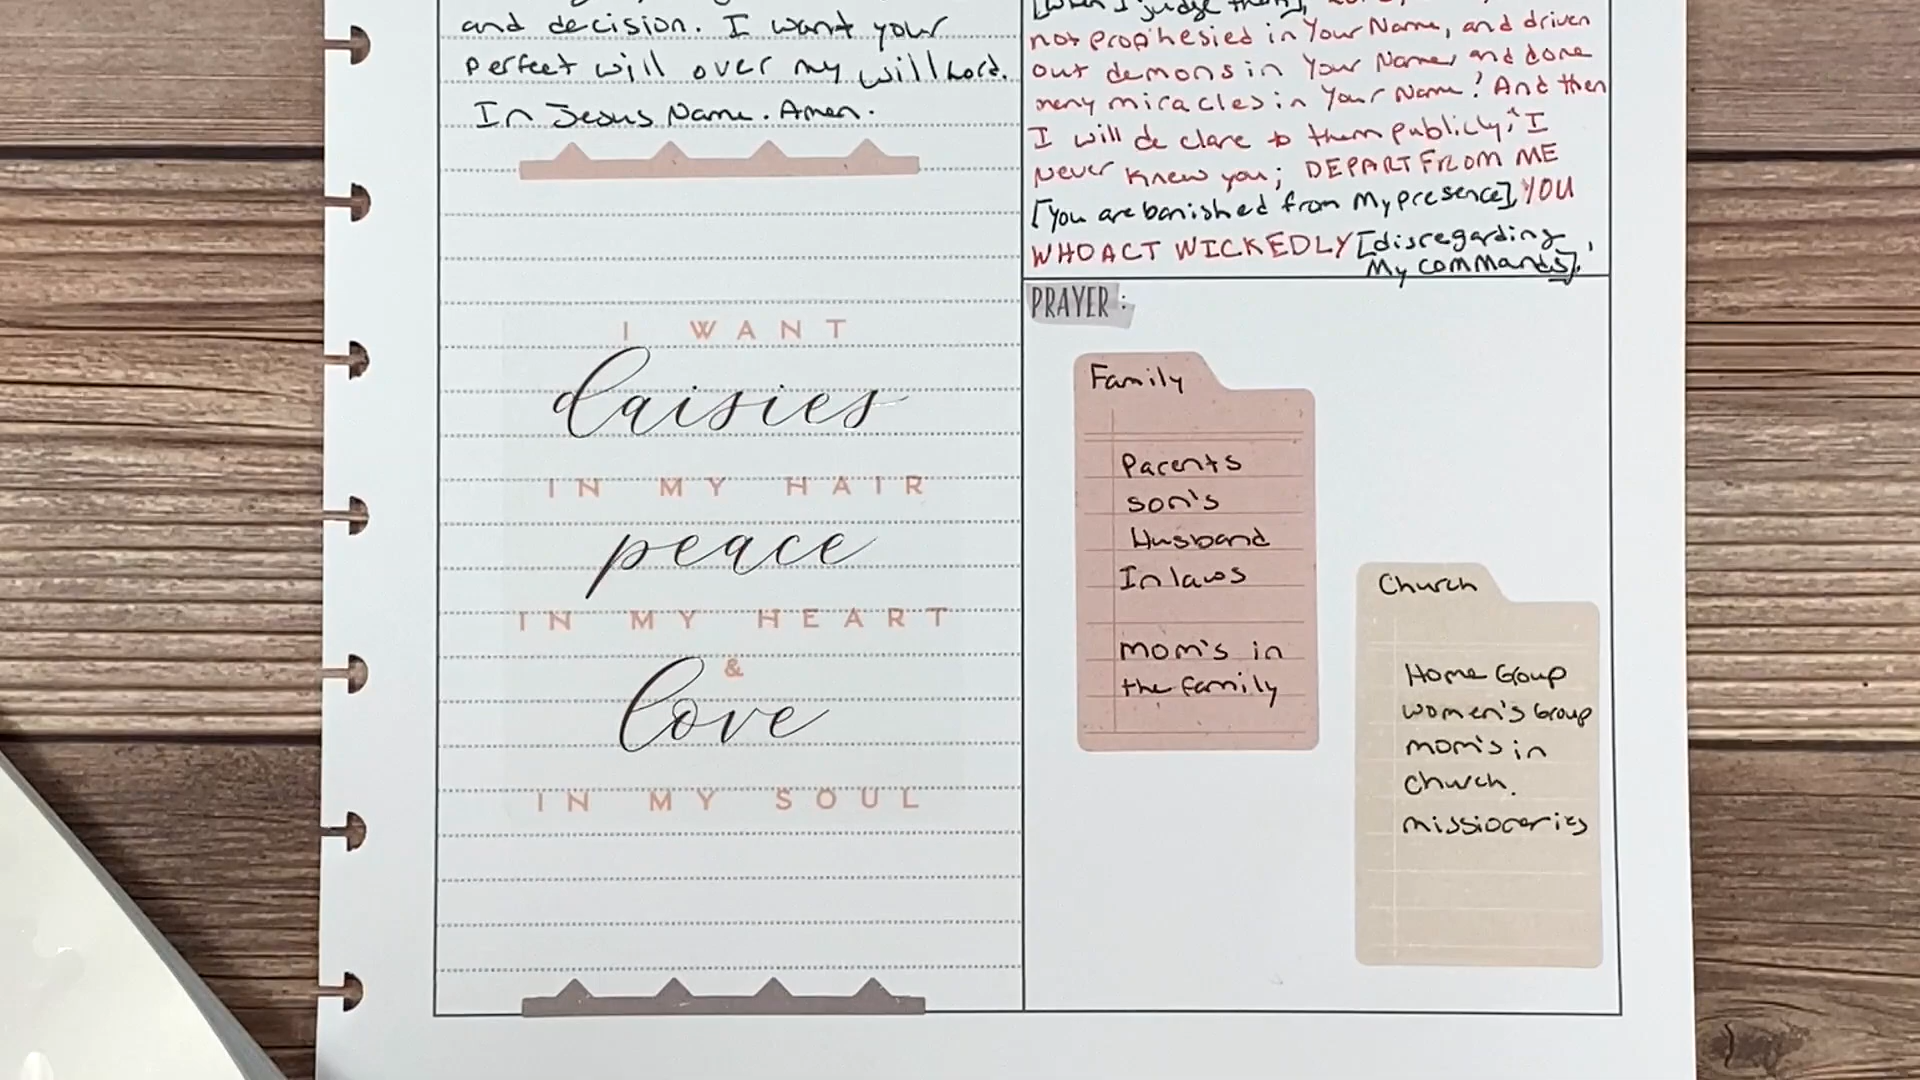 and decision. I want your
perfect will over my will Lord.
In Jesus Name. Amen.
I WANT
daisies
IN MY HAIR
peace
IN MY HEART
&
love
IN MY SOUL
[when I judge them],
not prophesied in Your Name, and driven
out demons in Your Name, and done
many miracles in Your Name?' And then
I will declare to them publicly, 'I
never knew you; DEPART FROM ME
[you are banished from My presence], YOU
WHO ACT WICKEDLY [disregarding
My commands].'
PRAYER:
Family
Parents
Son's
Husband
In laws
mom's in
the family
Church
Home Group
women's Group
mom's in
church.
missionaries